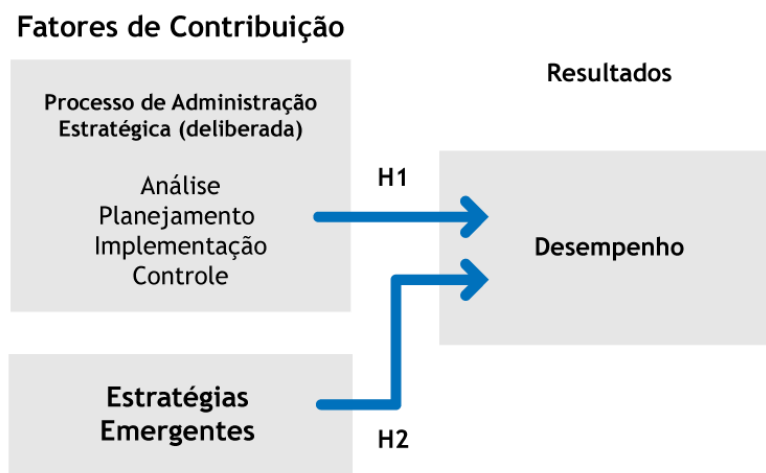 Fatores de Contribuição
Processo de Administração
Estratégica (deliberada)
Análise
Planejamento
Implementação
Controle
Estratégias
Emergentes
H1
H2
Resultados
Desempenho